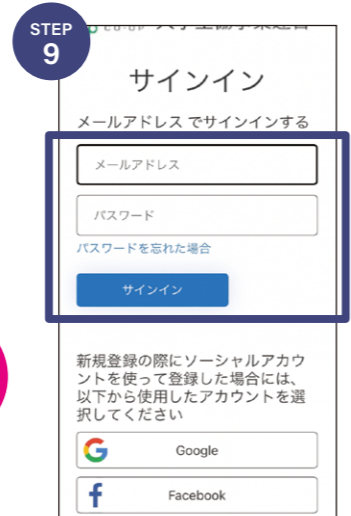 STEP
9
サインイン
メールアドレス でサインインする
メールアドレス
パスワード
パスワードを忘れた場合
サインイン
新規登録の際にソーシャルアカウ
ントを使って登録した場合には、
以下から使用したアカウントを選
択してください
Google
Facebook